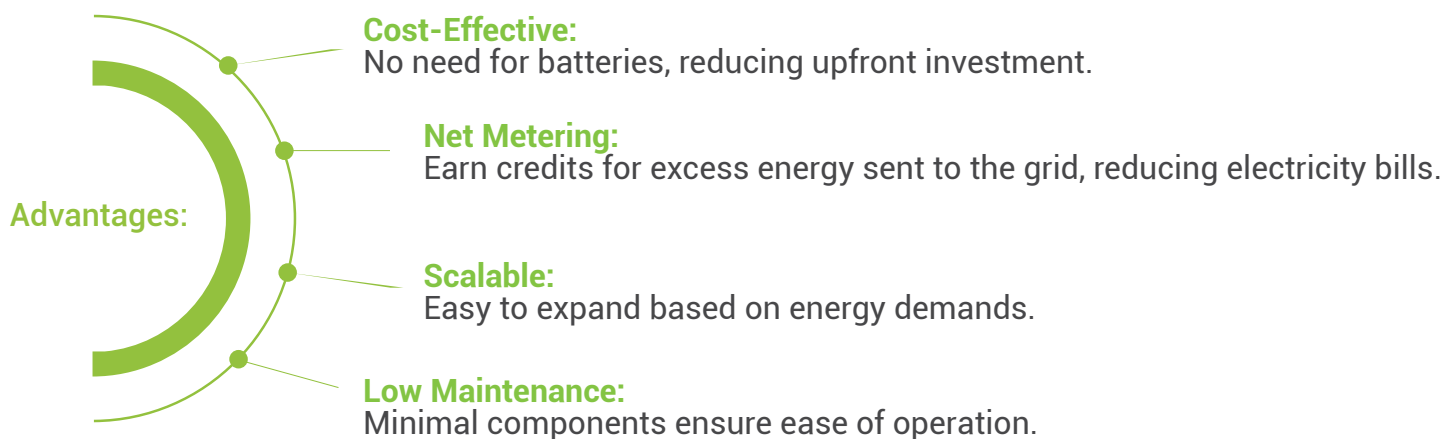 Advantages:
Cost-Effective:
No need for batteries, reducing upfront investment.
Net Metering:
Earn credits for excess energy sent to the grid, reducing electricity bills.
Scalable:
Easy to expand based on energy demands.
Low Maintenance:
Minimal components ensure ease of operation.